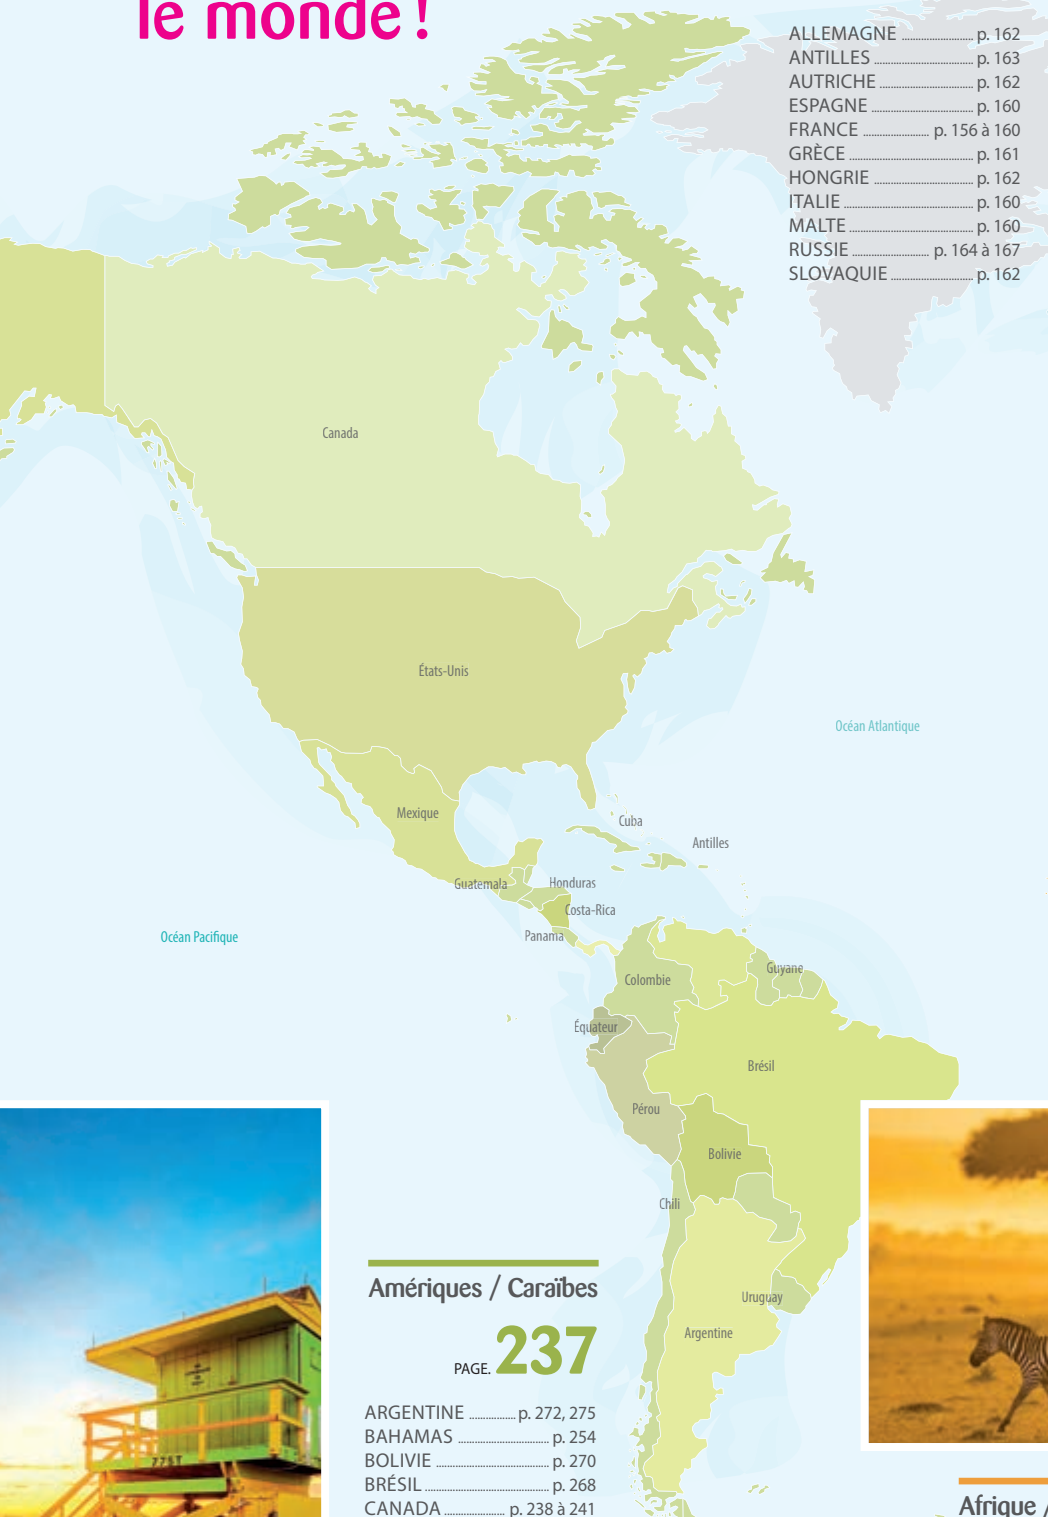 le monde !
ALLEMAGNE ........ p. 162
ANTILLES ........ p. 163
AUTRICHE ........ p. 162
ESPAGNE ........ p. 160
FRANCE ........ p. 156 à 160
GRÈCE ........ p. 161
HONGRIE ........ p. 162
ITALIE ........ p. 160
MALTE ........ p. 160
RUSSIE ........ p. 164 à 167
SLOVAQUIE ........ p. 162
Canada
États-Unis
Océan Atlantique
Mexique
Cuba
Antilles
Guatemala
Honduras
Costa-Rica
Panama
Océan Pacifique
Guyane
Colombie
Équateur
Brésil
Pérou
Bolivie
Chili
Uruguay
Argentine
Amériques / Caraïbes
PAGE. 237
ARGENTINE ........ p. 272, 275
BAHAMAS ........ p. 254
BOLIVIE ........ p. 270
BRÉSIL ........ p. 268
CANADA ........ p. 238 à 241
Afrique /